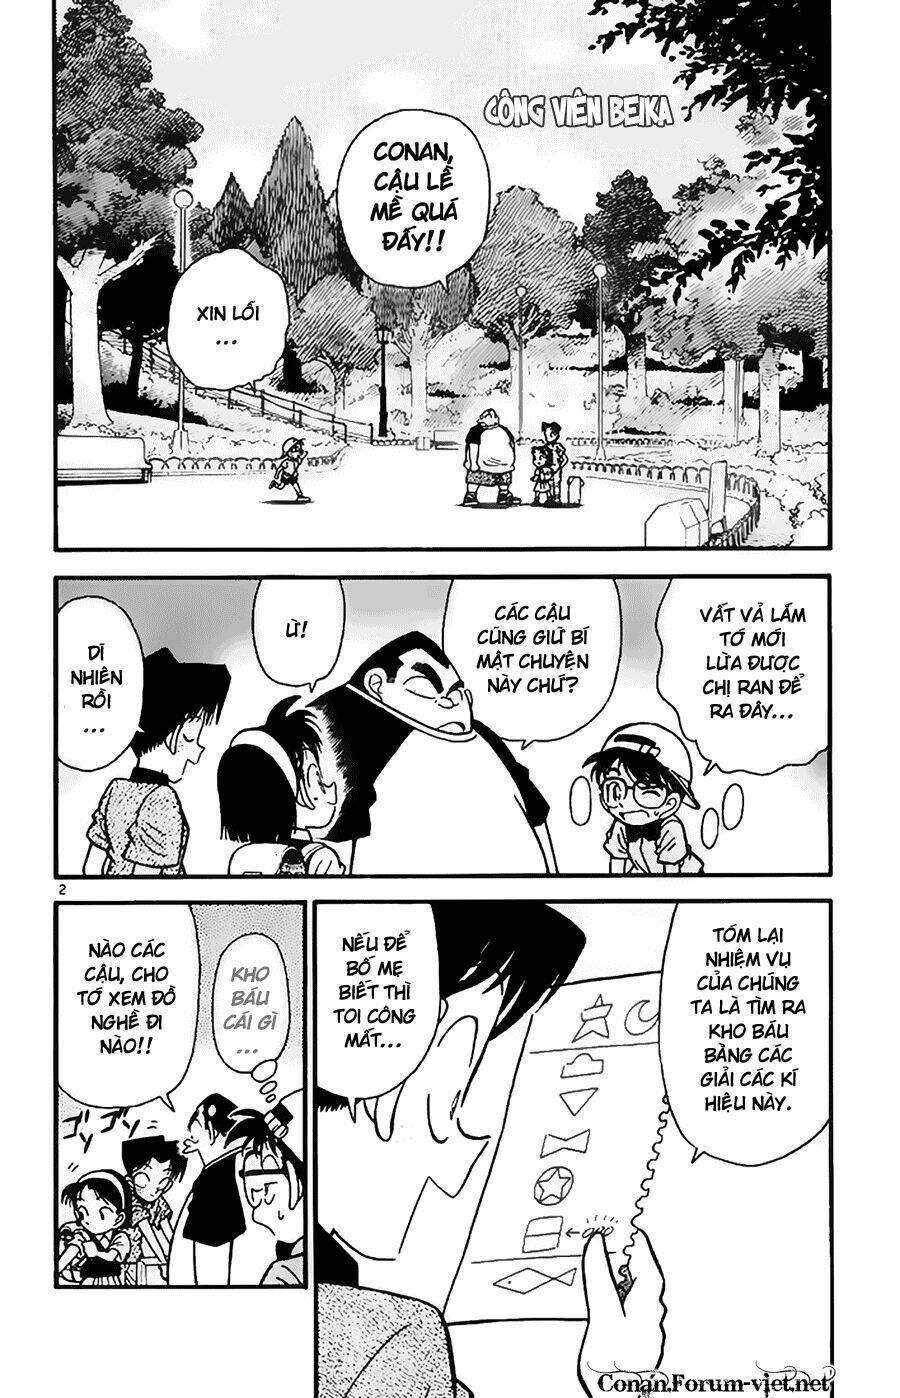 CÔNG VIÊN BEIKA
CONAN,
CẬU LỀ
MỀ QUÁ
ĐẤY!!
XIN LỖI
...
VẤT VẢ LẮM
TỚ MỚI
LỪA ĐƯỢC
CHỊ RAN ĐỂ
RA ĐÂY...
CÁC CẬU
CŨNG GIỮ BÍ
MẬT CHUYỆN
NÀY CHỨ?
Ừ!
DĨ
NHIÊN
RỒI
...
2
TÓM LẠI
NHIỆM VỤ
CỦA CHÚNG
TA LÀ TÌM RA
KHO BÁU
BẰNG CÁC
GIẢI CÁC KÍ
HIỆU NÀY.
NẾU ĐỂ
BỐ MẸ
BIẾT THÌ
TOI CÔNG
MẤT...
KHO
BÁU
CÁI GÌ
...
NÀO CÁC
CẬU, CHO
TỚ XEM ĐỒ
NGHỀ ĐI
NÀO!!
ゴソ
ゴソ
Conan.Forum-viet.net